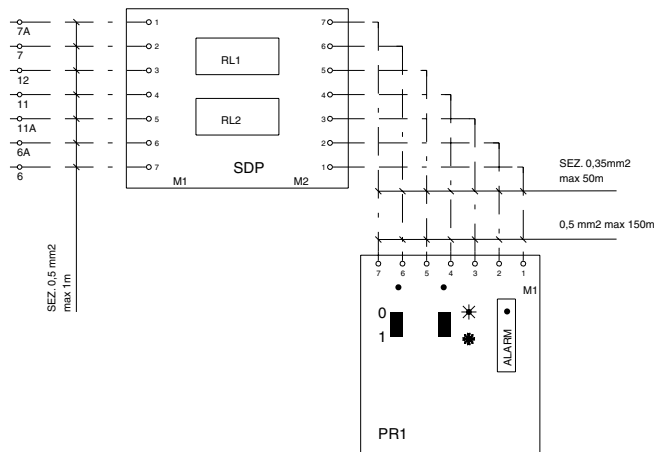 7A
7
12
11
11A
6A
6
SEZ. 0,5 mm2
max 1m
1
2
3
4
5
6
7
M1
RL1
RL2
SDP
7
6
5
4
3
2
1
M2
SEZ. 0,35mm2
max 50m
0,5 mm2 max 150m
7 6 5 4 3 2 1
M1
0
1
ALARM
PR1